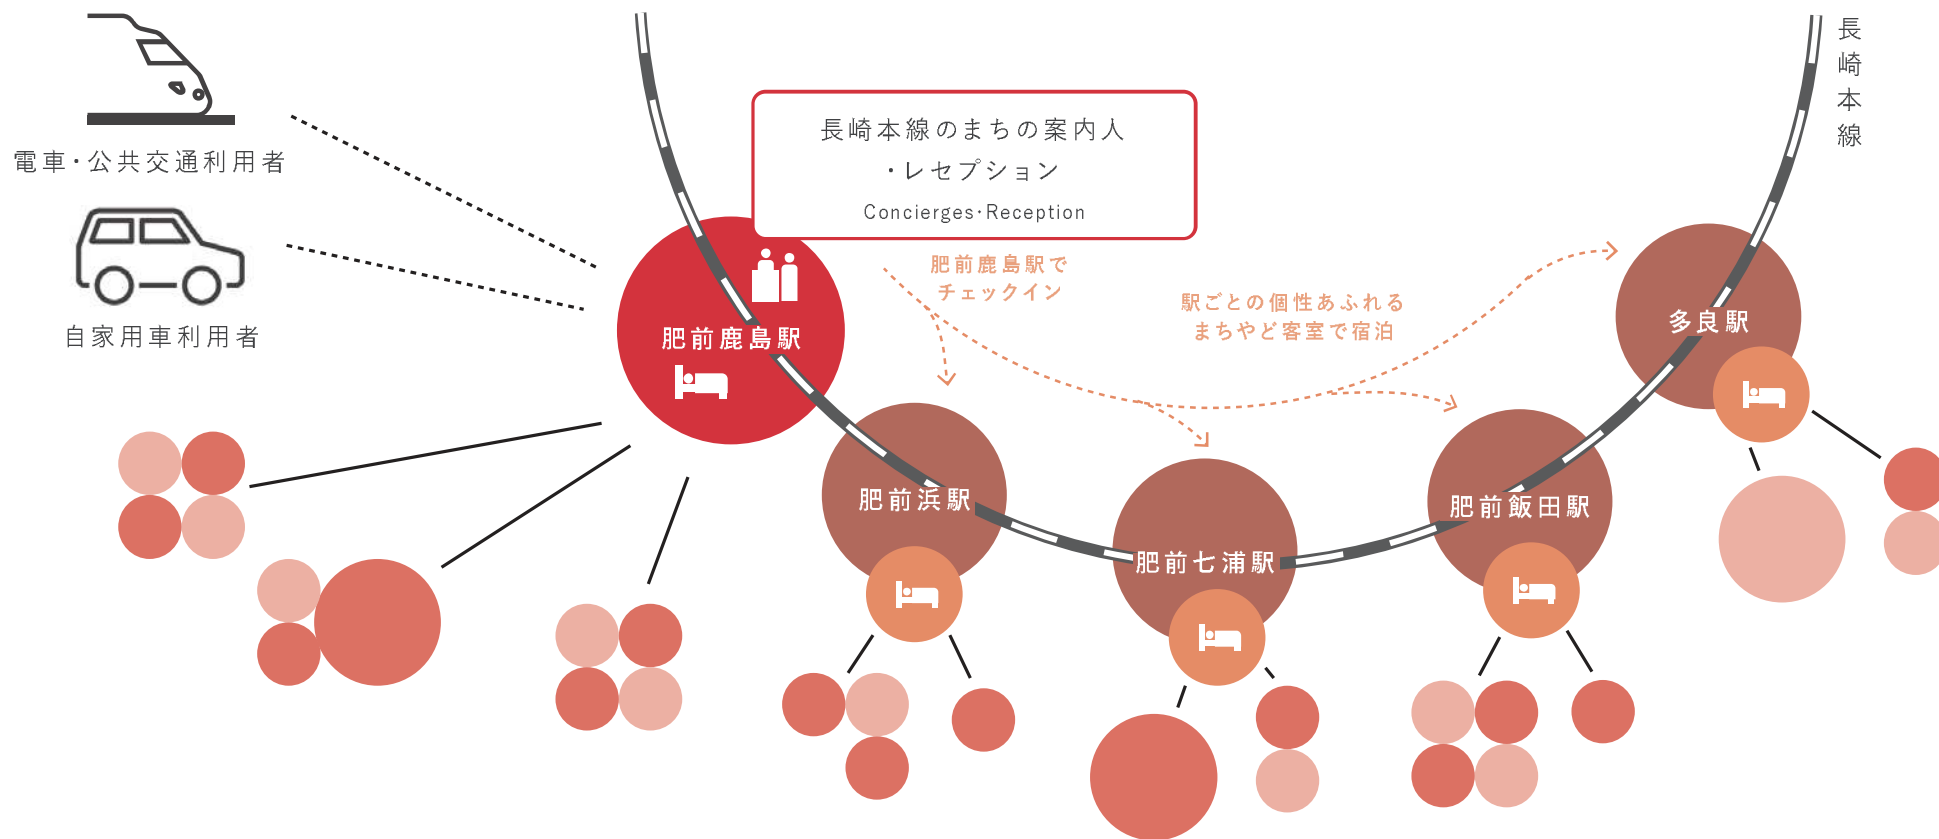 電車・公共交通利用者
自家用車利用者
長崎本線のまちの案内人
・レセプション
Concierges・Reception
長崎本線
肥前鹿島駅で
チェックイン
駅ごとの個性あふれる
まちやど客室で宿泊
肥前鹿島駅
肥前浜駅
肥前七浦駅
肥前飯田駅
多良駅